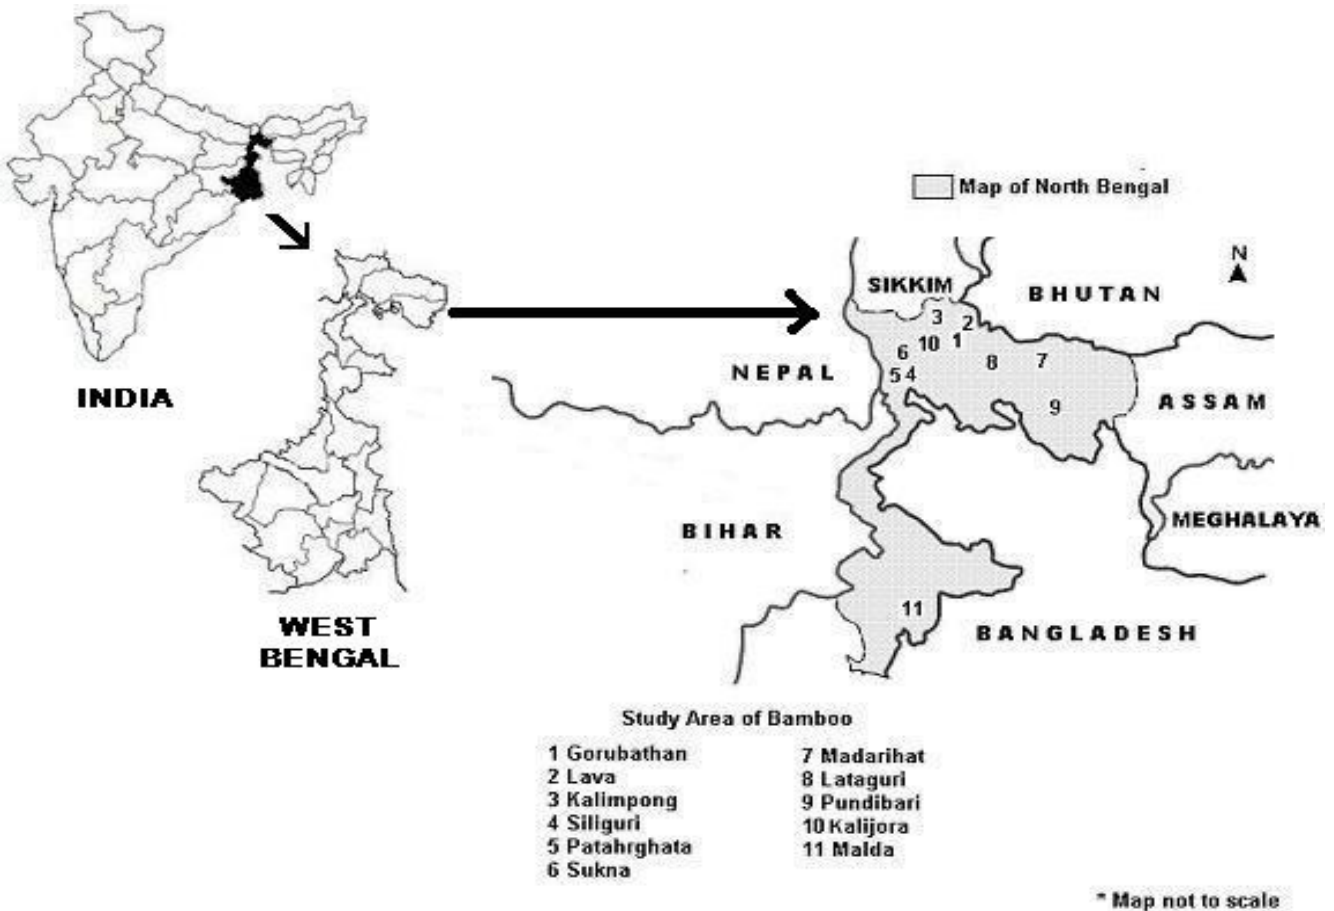 INDIA
WEST
BENGAL
Map of North Bengal
N
SIKKIM
BHUTAN
NEPAL
ASSAM
BIHAR
MEGHALAYA
BANGLADESH
3
2
10
1
6
8
7
5
4
9
11
Study Area of Bamboo
1 Gorubathan
2 Lava
3 Kalimpong
4 Siliguri
5 Patahrghata
6 Sukna
7 Madarihat
8 Lataguri
9 Pundibari
10 Kalijora
11 Malda
* Map not to scale